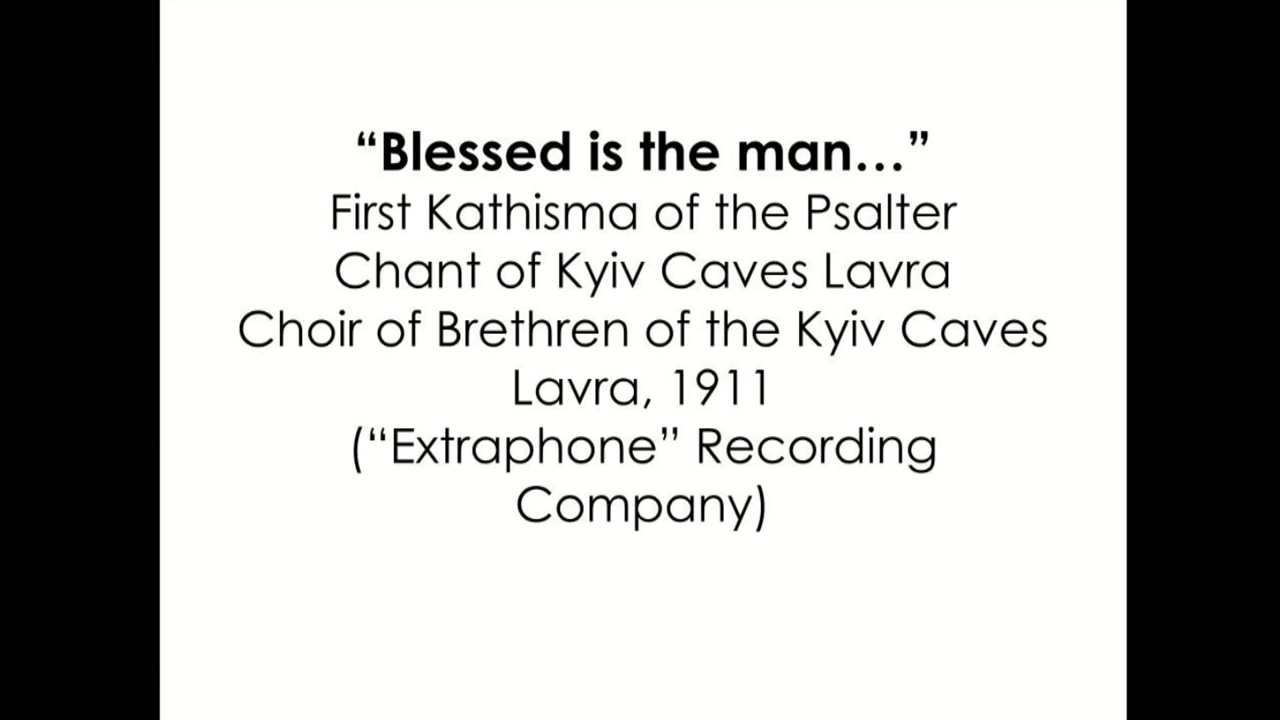 “Blessed is the man…”
First Kathisma of the Psalter
Chant of Kyiv Caves Lavra
Choir of Brethren of the Kyiv Caves
Lavra, 1911
(“Extraphone” Recording
Company)